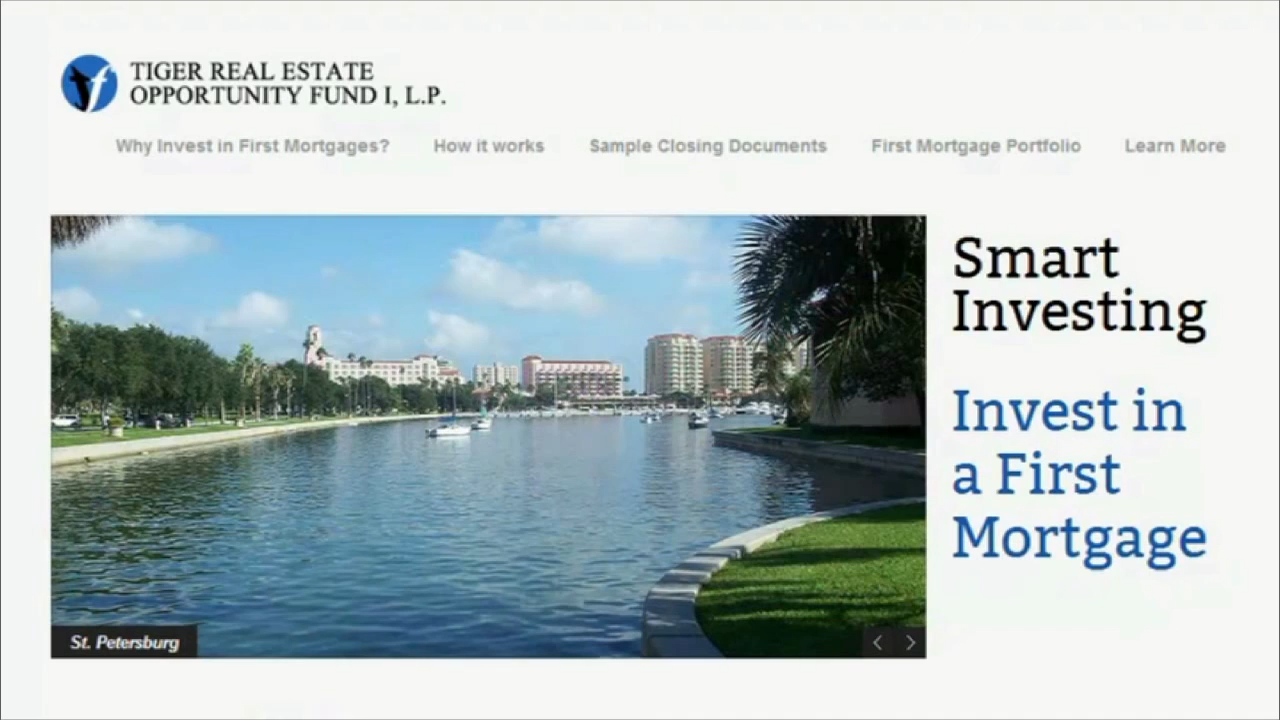 TIGER REAL ESTATE
OPPORTUNITY FUND I, L.P.
Why Invest in First Mortgages? How it works Sample Closing Documents First Mortgage Portfolio Learn More
Smart
Investing
Invest in
a First
Mortgage
St. Petersburg